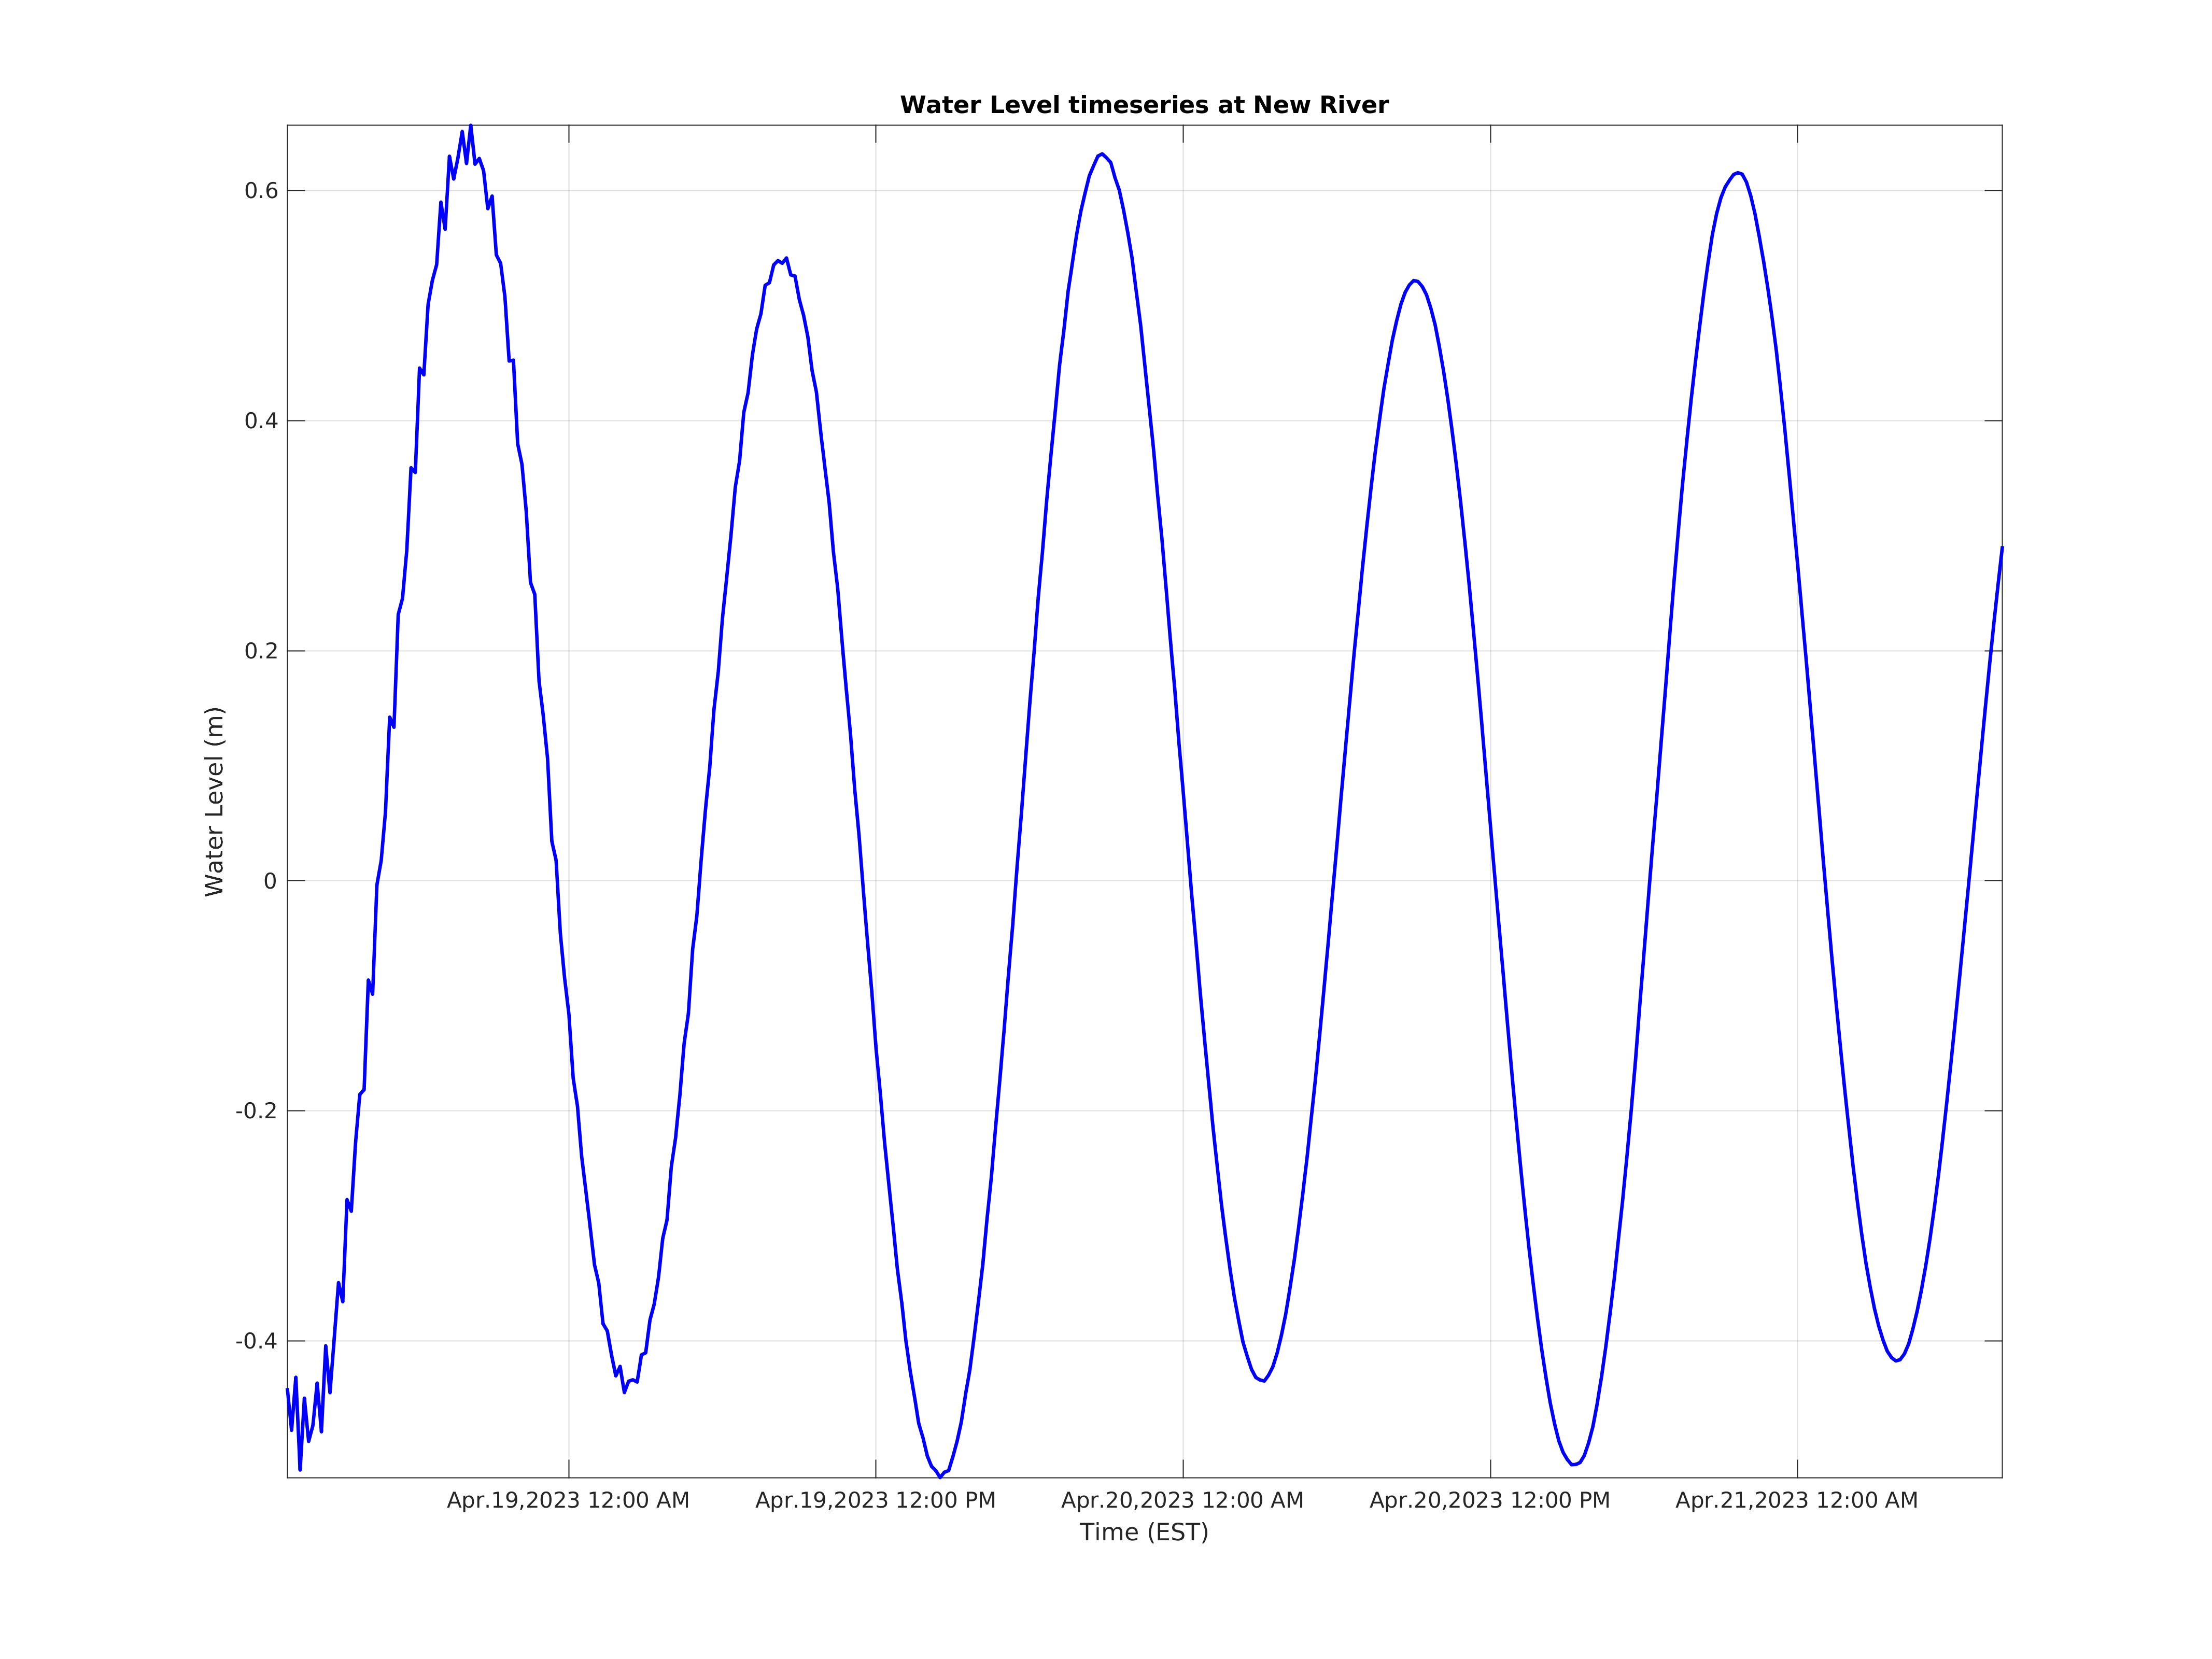 Water Level timeseries at New River
0.6
0.4
0.2
0
-0.2
-0.4
Water Level (m)
Apr.19,2023 12:00 AM
Apr.19,2023 12:00 PM
Apr.20,2023 12:00 AM
Apr.20,2023 12:00 PM
Apr.21,2023 12:00 AM
Time (EST)